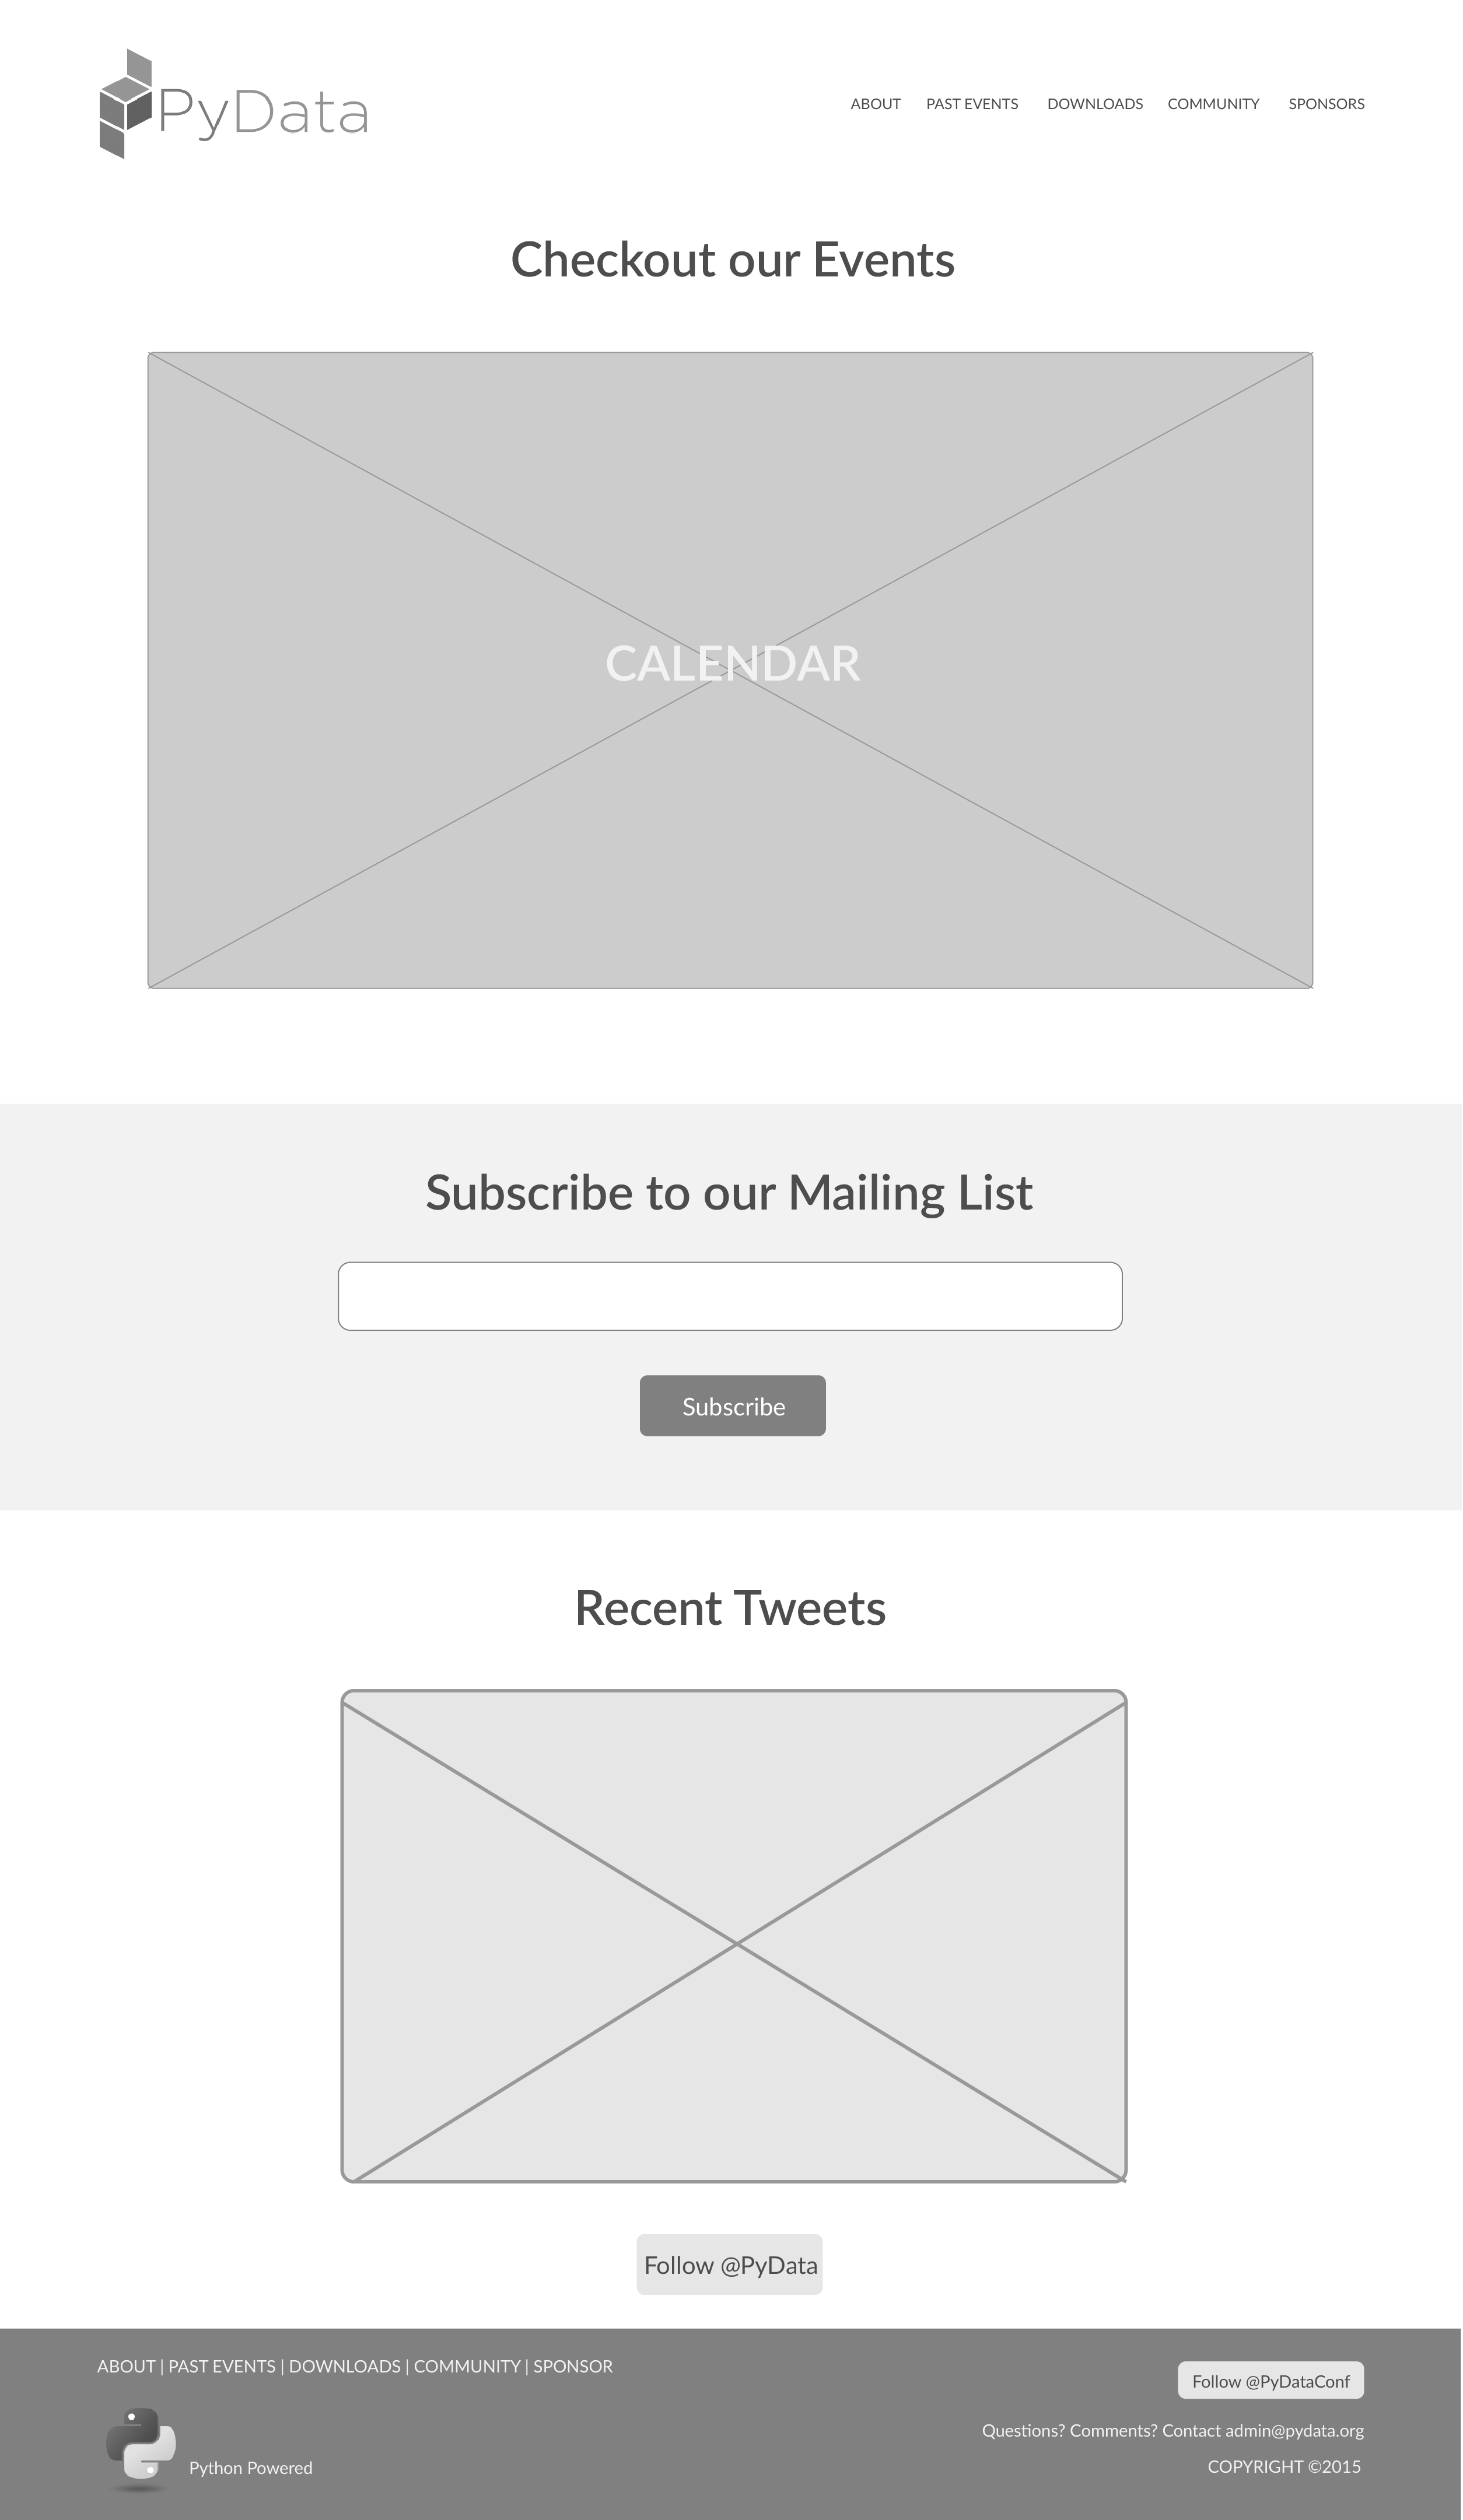 PyData
ABOUT PAST EVENTS DOWNLOADS COMMUNITY SPONSORS
Checkout our Events
CALENDAR
Subscribe to our Mailing List
Subscribe
Recent Tweets
Follow @PyData
ABOUT | PAST EVENTS | DOWNLOADS | COMMUNITY | SPONSOR
Follow @PyDataConf
Questions? Comments? Contact admin@pydata.org
Python Powered
COPYRIGHT ©2015